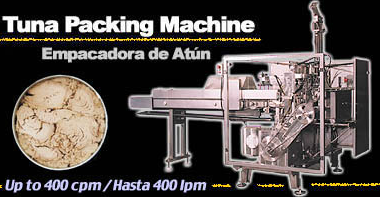 Tuna Packing Machine
Empacadora de Atún
Up to 400 cpm / Hasta 400 lpm